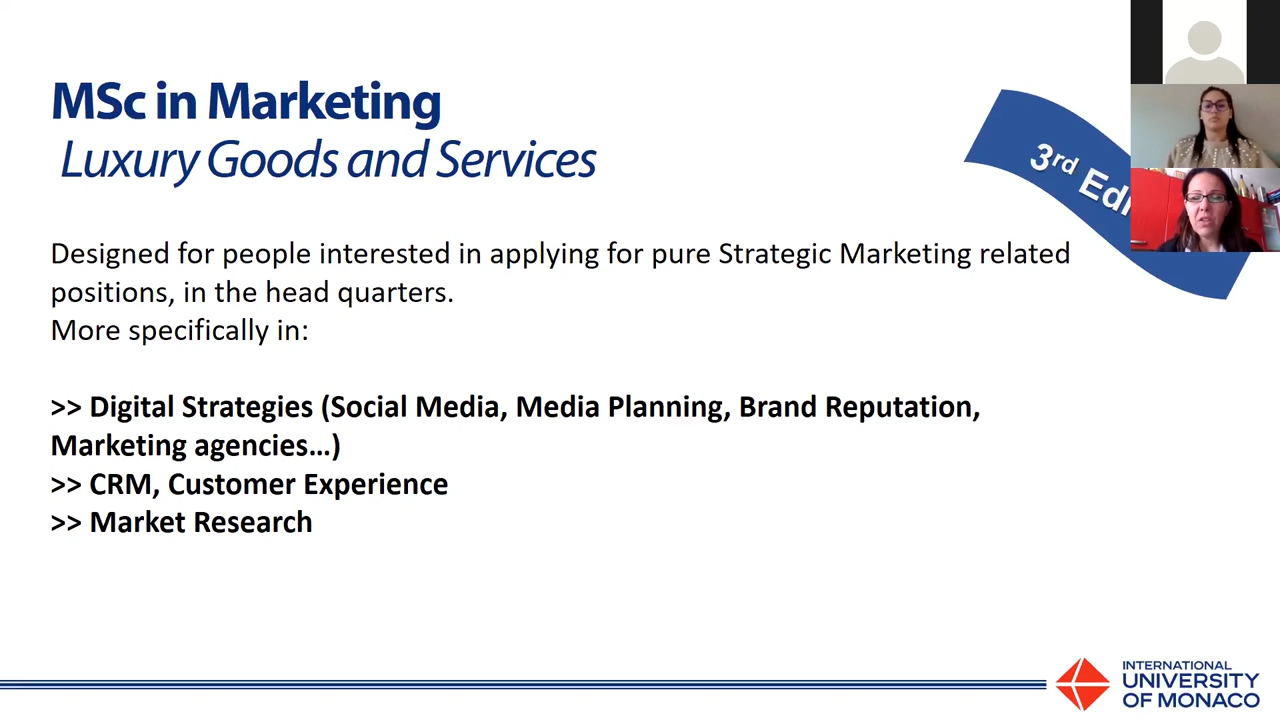 MSc in Marketing
Luxury Goods and Services
3rd
Designed for people interested in applying for pure Strategic Marketing related
positions, in the head quarters.
More specifically in:
>> Digital Strategies (Social Media, Media Planning, Brand Reputation,
Marketing agencies…)
>> CRM, Customer Experience
>> Market Research
INTERNATIONAL
UNIVERSITY
OF MONACO